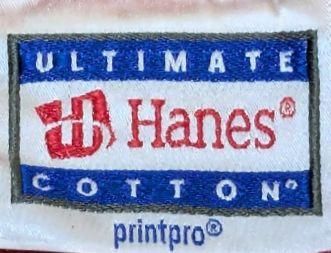 ULTIMATE
H Hanes®
COTTON®
printpro®